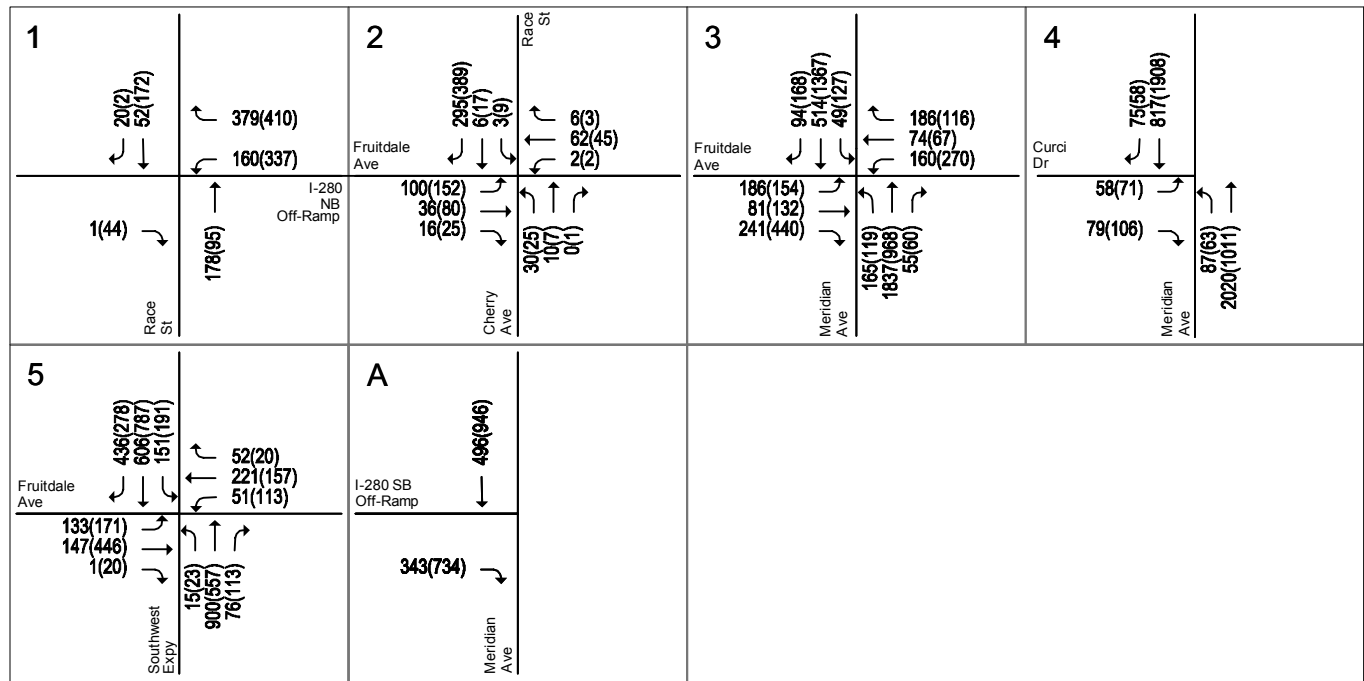 1
20(2)
52(172)
379(410)
160(337)
I-280
NB
Off-Ramp
1(44)
178(95)
Race
St
2
Race
St
295(389)
6(17)
3(9)
6(3)
62(45)
2(2)
Fruitdale
Ave
100(152)
36(80)
16(25)
30(25)
10(7)
0(1)
Cherry
Ave
3
94(168)
514(1367)
49(127)
186(116)
74(67)
160(270)
Fruitdale
Ave
186(154)
81(132)
241(440)
165(119)
1837(968)
55(60)
Meridian
Ave
4
75(58)
817(1908)
Curci
Dr
58(71)
79(106)
87(63)
2020(1011)
Meridian
Ave
5
436(278)
606(787)
151(191)
52(20)
221(157)
51(113)
Fruitdale
Ave
133(171)
147(446)
1(20)
15(23)
900(557)
76(113)
Southwest
Expy
A
496(946)
I-280 SB
Off-Ramp
343(734)
Meridian
Ave